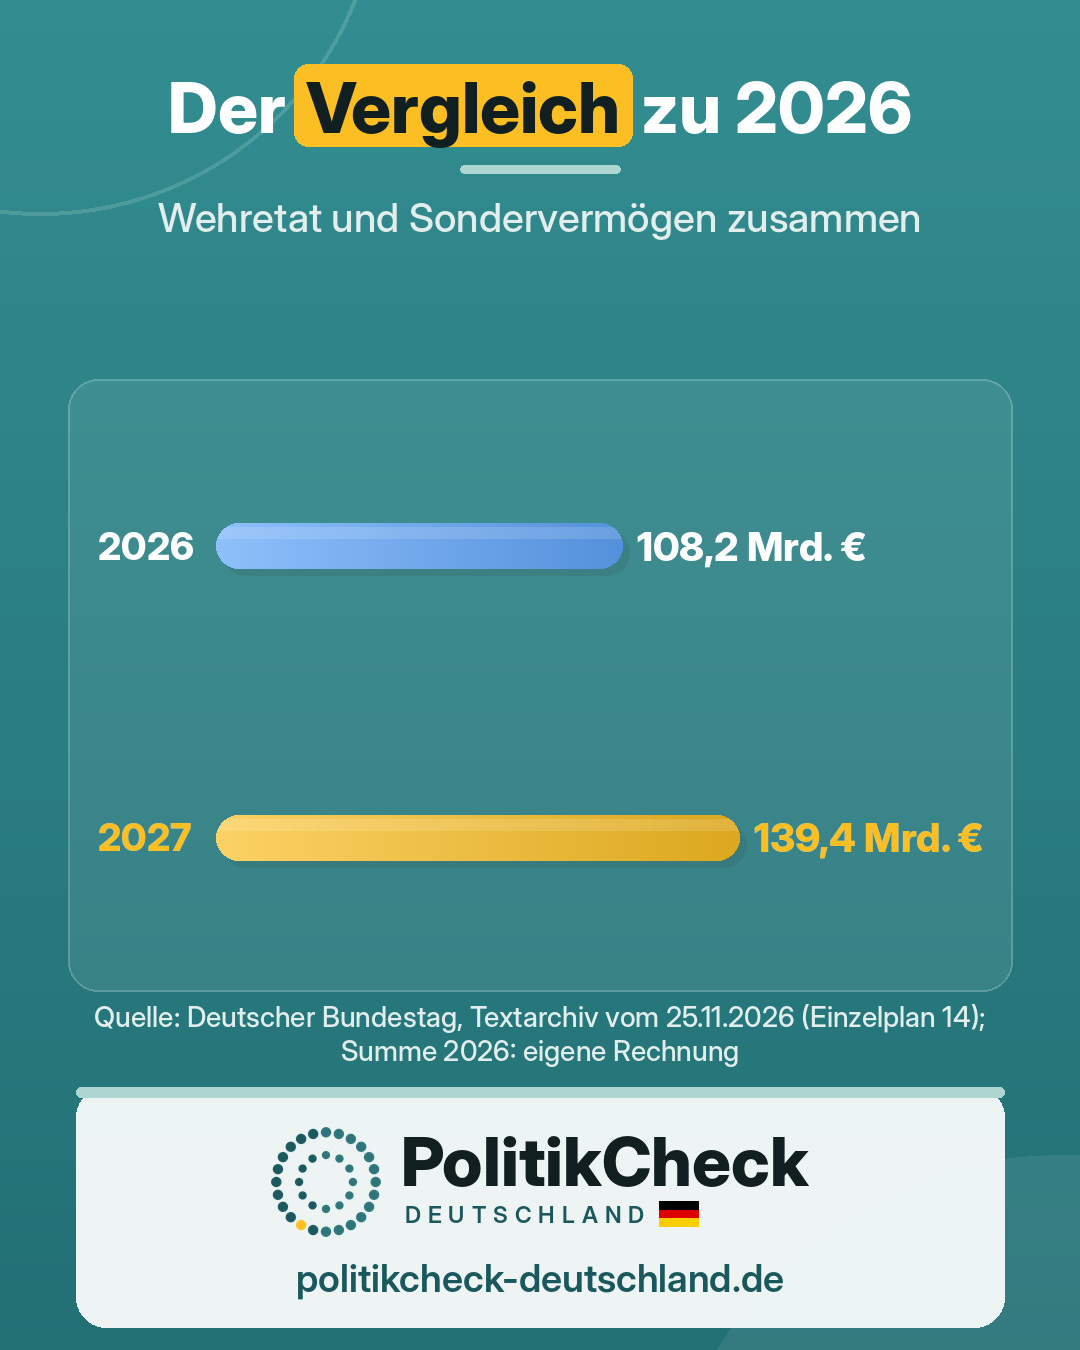 Der Vergleich zu 2026
Wehretat und Sondervermögen zusammen
2026 108,2 Mrd. €
2027 139,4 Mrd. €
Quelle: Deutscher Bundestag, Textarchiv vom 25.11.2026 (Einzelplan 14);
Summe 2026: eigene Rechnung
PolitikCheck
DEUTSCHLAND
politikcheck-deutschland.de